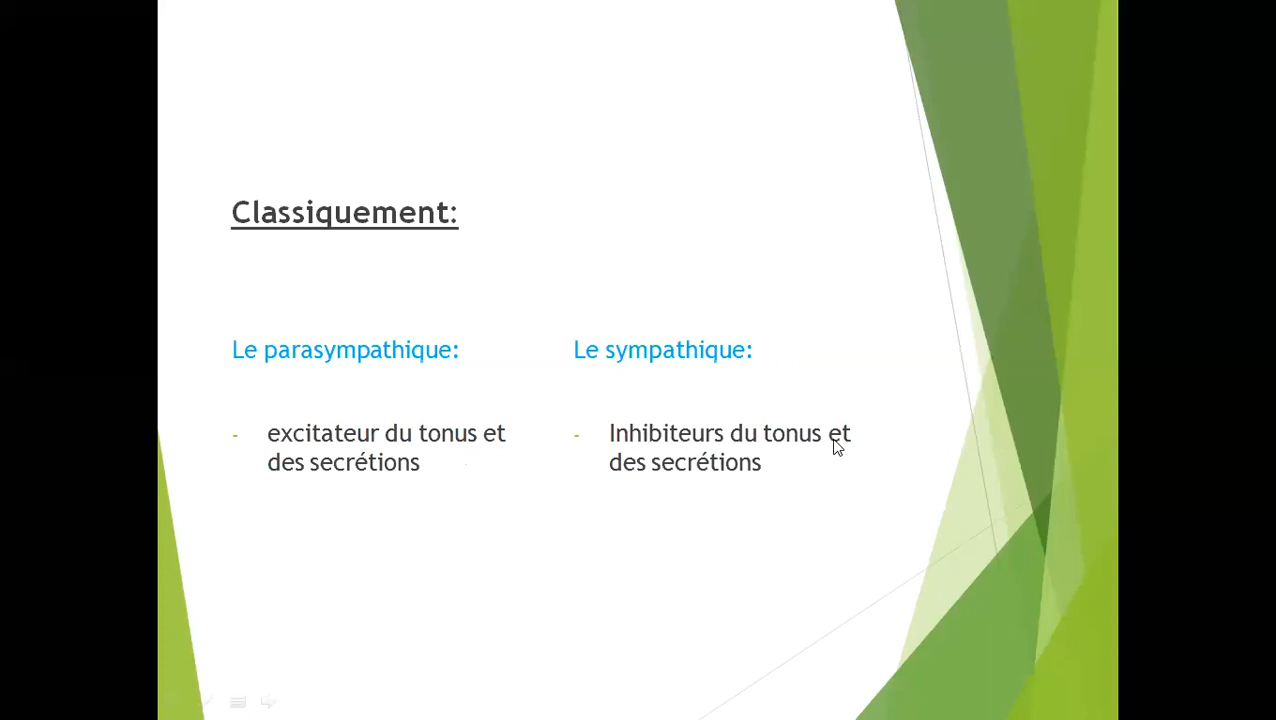 Classiquement:
Le parasympathique:
- excitateur du tonus et
des secrétions
Le sympathique:
- Inhibiteurs du tonus et
des secrétions